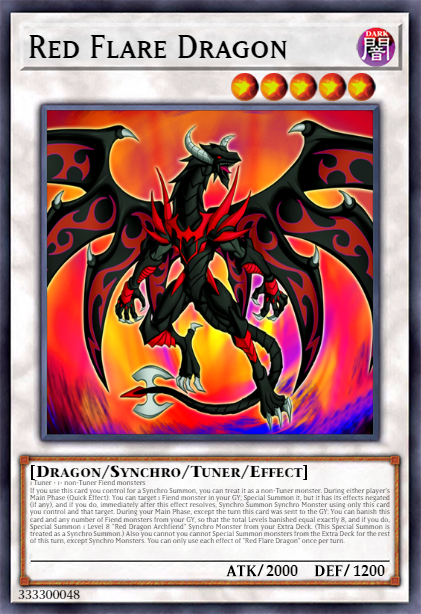 Red Flare Dragon
DARK
闇
[Dragon/Synchro/Tuner/Effect]
1 Tuner + 1+ non-Tuner Fiend monsters
If you use this card you control for a Synchro Summon, you can treat it as a non-Tuner monster. During either player's
Main Phase (Quick Effect): You can target 1 Fiend monster in your GY, Special Summon it, but it has its effects negated
(if any), and if you do, immediately after this effect resolves, Synchro Summon Synchro Monster using only this card
you control and that target. During your Main Phase, except the turn this card was sent to the GY: You can banish this
card and any number of Fiend monsters from your GY, so that the total Levels banished equal exactly 8, and if you do,
Special Summon 1 Level 8 "Red Dragon Archfiend" Synchro Monster from your Extra Deck. (This Special Summon is
treated as a Synchro Summon.) Also you cannot you cannot Special Summon monsters from the Extra Deck for the rest
of this turn, except Synchro Monsters. You can only use each effect of "Red Flare Dragon" once per turn.
ATK/2000 DEF/1200
333300048